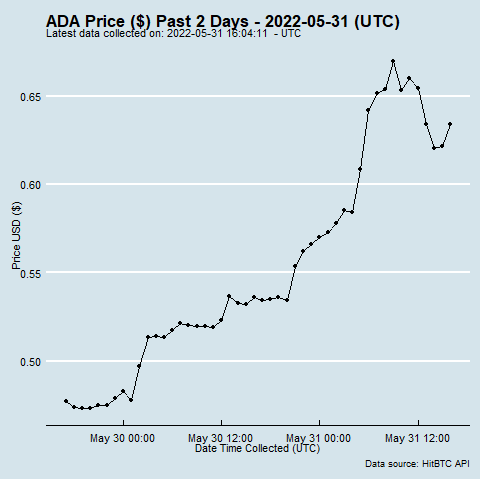 ADA Price ($) Past 2 Days - 2022-05-31 (UTC)
Latest data collected on: 2022-05-31 16:04:11  - UTC
0.65
0.60
0.55
0.50
Price USD ($)
May 30 00:00
May 30 12:00
May 31 00:00
May 31 12:00
Date Time Collected (UTC)
Data source: HitBTC API